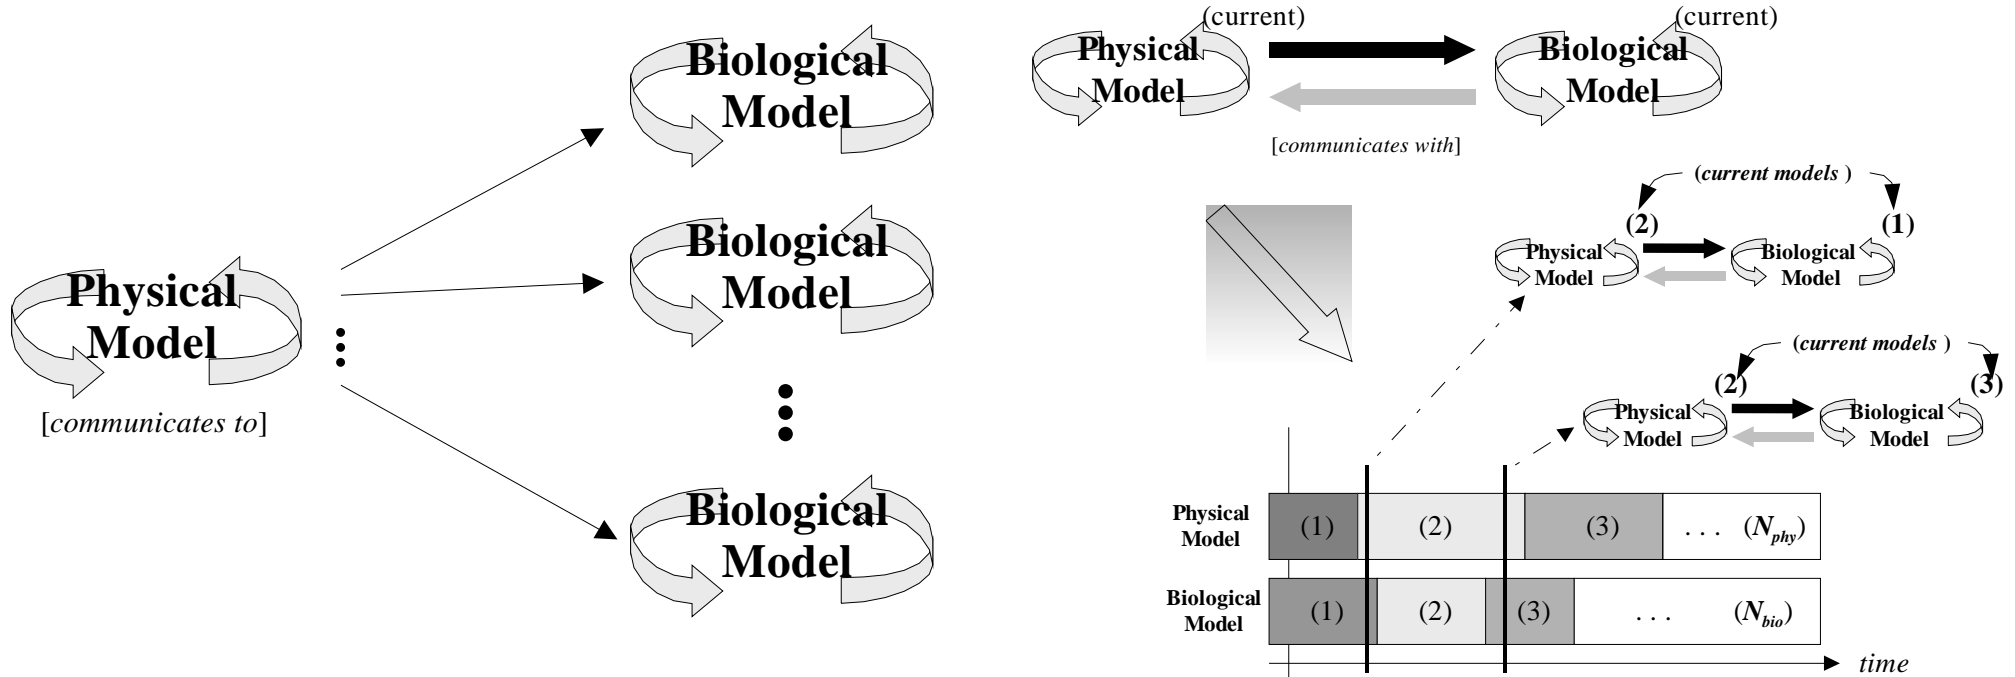 Biological
Model
Biological
Model
Physical
Model
[communicates to]
Biological
Model
(current)
Physical
Model
(current)
Biological
Model
[communicates with]
(current models )
(2)
(1)
Physical
Model
Biological
Model
(current models )
(2)
(3)
Physical
Model
Biological
Model
Physical
Model
(1)
(2)
(3)
. . . (Nphy)
Biological
Model
(1)
(2)
(3)
. . . (Nbio)
time